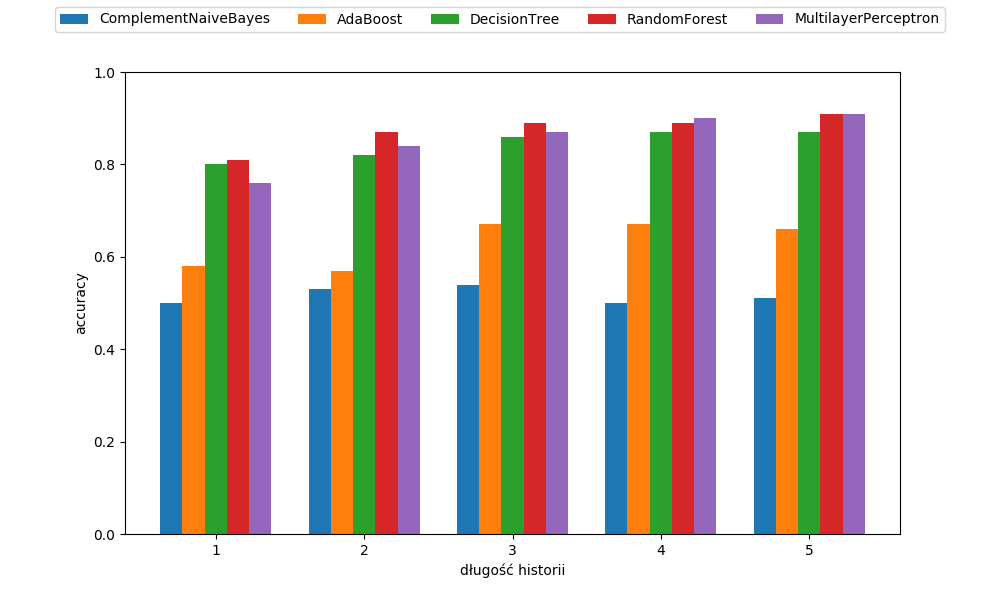 ComplementNaiveBayes AdaBoost DecisionTree RandomForest MultilayerPerceptron
1.0
0.8
0.6
0.4
0.2
0.0
accuracy
1 2 3 4 5
długość historii